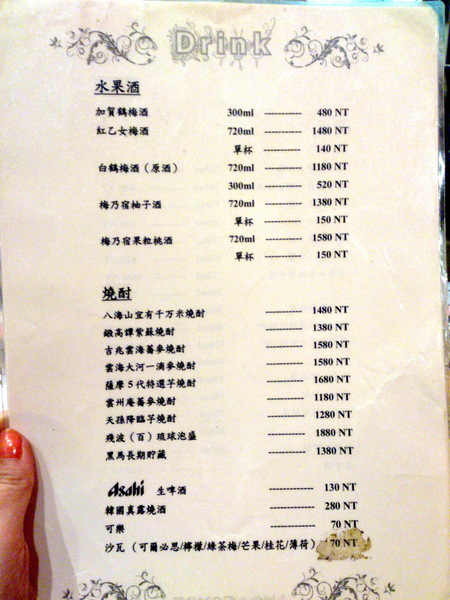 Drink
水果酒
加賀鶴梅酒 300ml ---------- 480 NT
紅乙女梅酒 720ml ---------- 1480 NT
單杯 ---------- 140 NT
白鶴梅酒（原酒） 720ml ---------- 1180 NT
300ml ---------- 520 NT
梅乃宿柚子酒 720ml ---------- 1380 NT
單杯 ---------- 150 NT
梅乃宿果粒桃酒 720ml ---------- 1580 NT
單杯 ---------- 150 NT
燒酎
八海山宜有千万米燒酎 ---------- 1480 NT
鍛高譚紫蘇燒酎 ---------- 1380 NT
吉兆雲海蕎麥燒酎 ---------- 1580 NT
雲海大河一滴麥燒酎 ---------- 1580 NT
薩摩５代特選芋燒酎 ---------- 1680 NT
雲州庵蕎麥燒酎 ---------- 1180 NT
天孫降臨芋燒酎 ---------- 1280 NT
殘波（百）琉球泡盛 ---------- 1880 NT
黑馬長期貯藏 ---------- 1380 NT
Asahi 生啤酒 ---------- 130 NT
韓國真露燒酒 ---------- 280 NT
可樂 ---------- 70 NT
沙瓦（可爾必思/檸檬/綠茶梅/芒果/桂花/薄荷） 70 NT